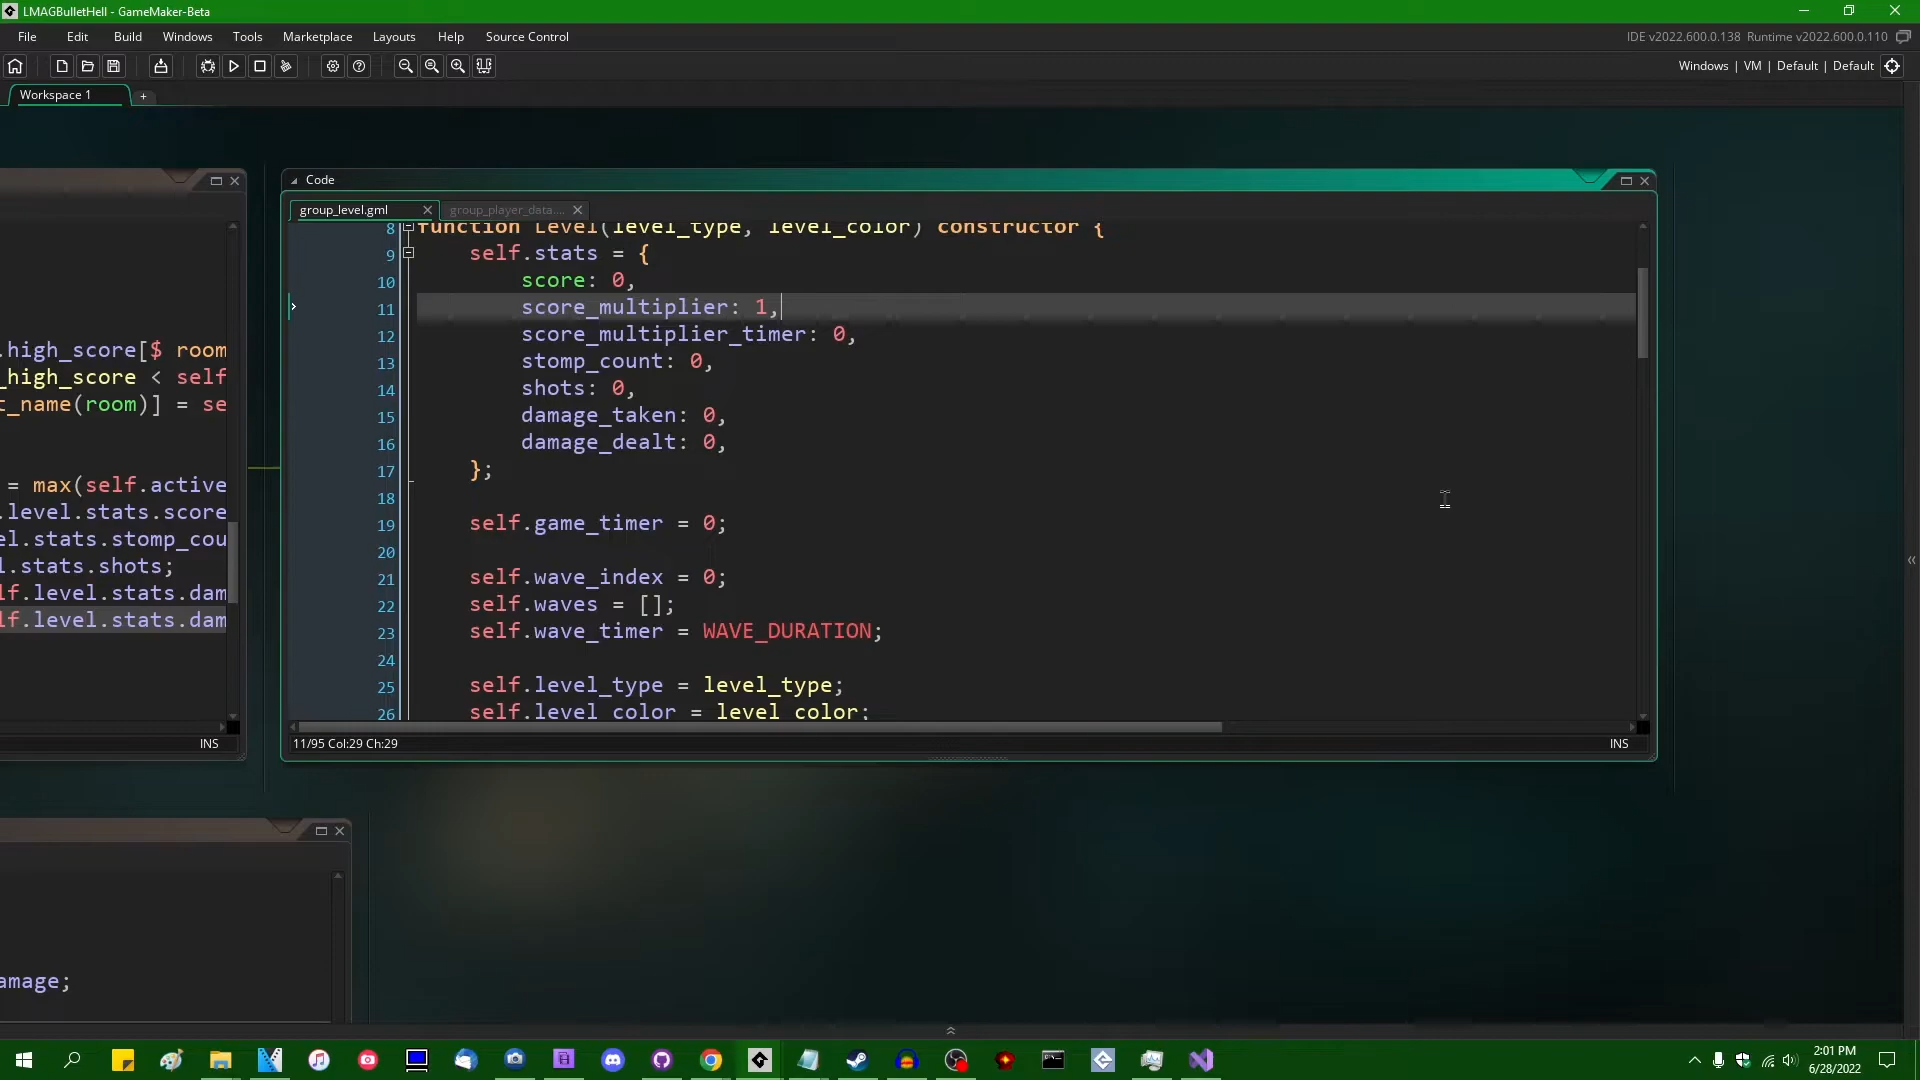 LMAGBulletHell - GameMaker-Beta
File Edit Build Windows Tools Marketplace Layouts Help Source Control
IDE v2022.600.0.138 Runtime v2022.600.0.110
Windows | VM | Default | Default
Workspace 1 +
.high_score[$ room
_high_score < self
t_name(room)] = se
= max(self.active
.level.stats.score
el.stats.stomp_cou
l.stats.shots;
lf.level.stats.dam
lf.level.stats.dam
INS
Code
group_level.gml group_player_data....
8 function Level(level_type, level_color) constructor {
9 self.stats = {
10 score: 0,
11 score_multiplier: 1,
12 score_multiplier_timer: 0,
13 stomp_count: 0,
14 shots: 0,
15 damage_taken: 0,
16 damage_dealt: 0,
17 };
18
19 self.game_timer = 0;
20
21 self.wave_index = 0;
22 self.waves = [];
23 self.wave_timer = WAVE_DURATION;
24
25 self.level_type = level_type;
26 self.level_color = level_color;
11/95 Col:29 Ch:29 INS
amage;
2:01 PM
6/28/2022